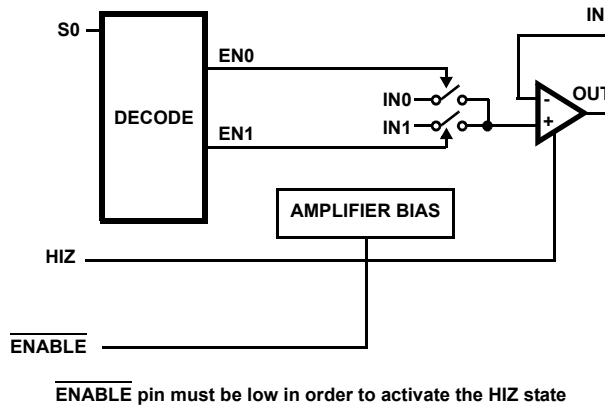 IN
S0
EN0
OUT
IN0
DECODE
IN1
EN1
-
+
AMPLIFIER BIAS
HIZ
ENABLE
ENABLE pin must be low in order to activate the HIZ state